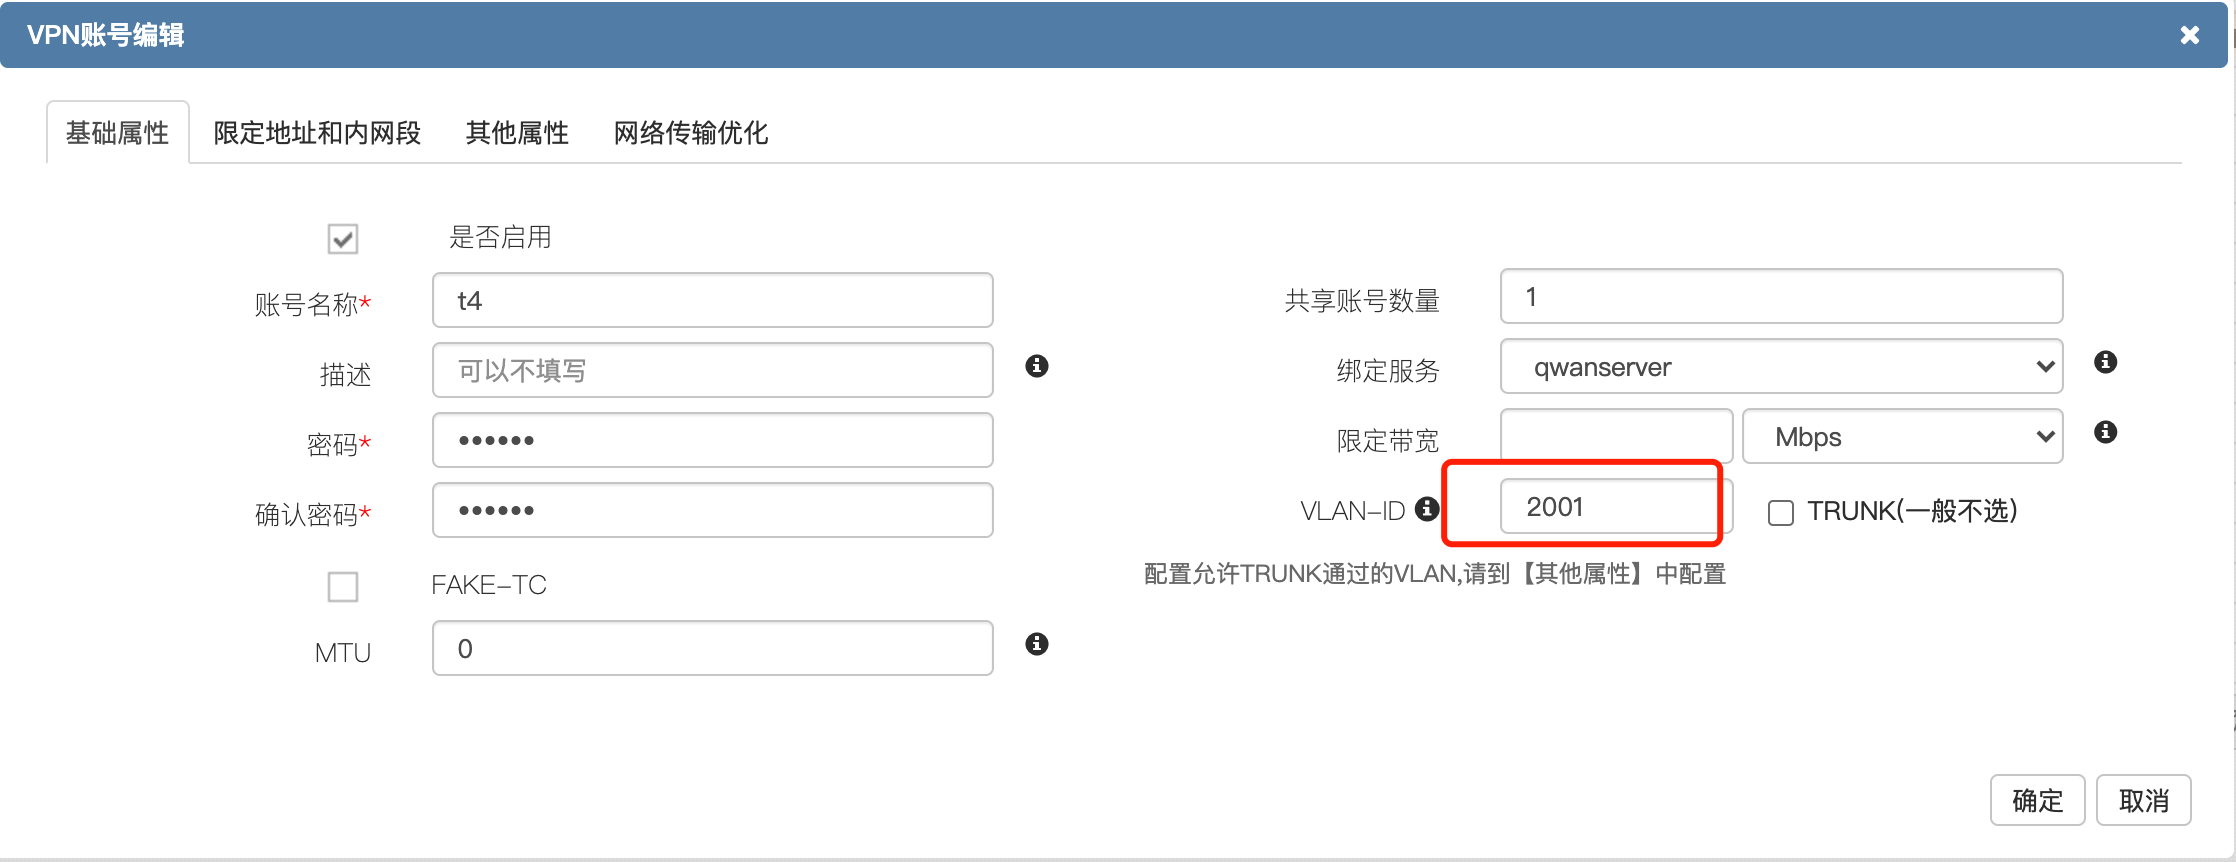 VPN账号编辑
基础属性 限定地址和内网段 其他属性 网络传输优化
是否启用
账号名称* t4
描述 可以不填写
密码* ••••••
确认密码* ••••••
FAKE-TC
MTU 0
共享账号数量 1
绑定服务 qwanserver
限定带宽 Mbps
VLAN-ID 2001 TRUNK(一般不选)
配置允许TRUNK通过的VLAN,请到【其他属性】中配置
确定 取消